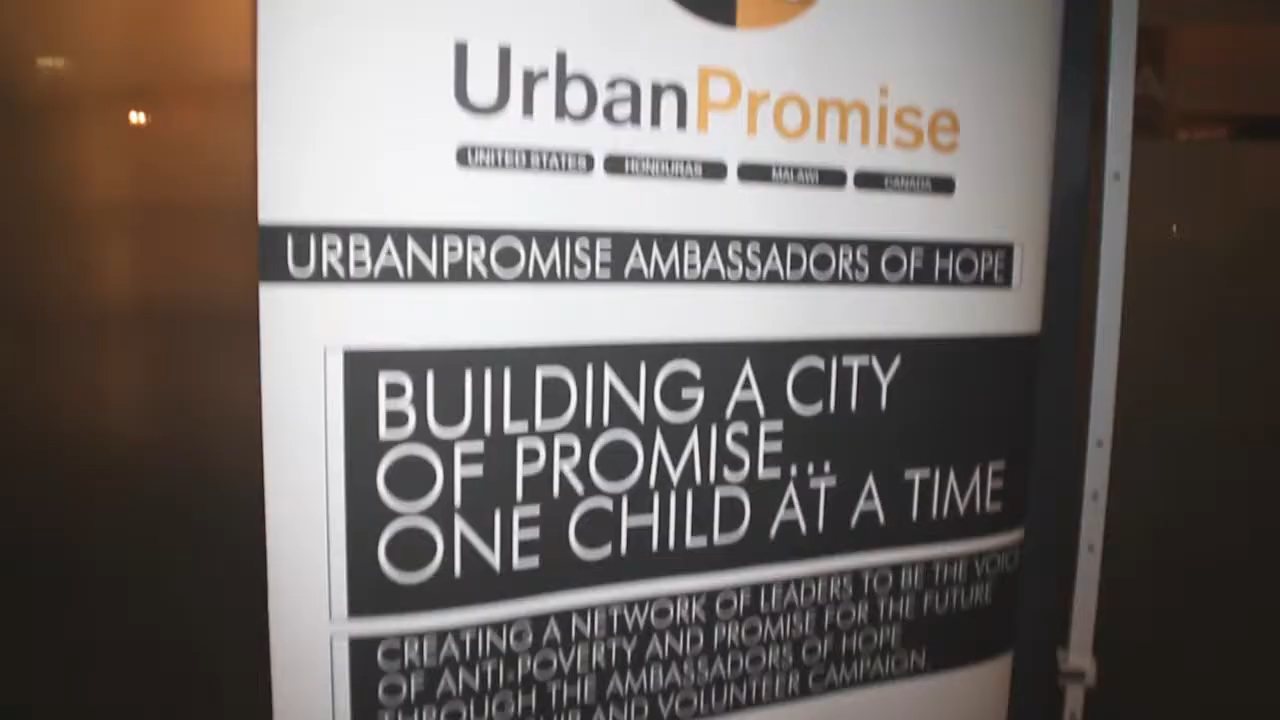 UrbanPromise
UNITED STATES HONDURAS MALAWI CANADA
URBANPROMISE AMBASSADORS OF HOPE
BUILDING A CITY
OF PROMISE...
ONE CHILD AT A TIME
CREATING A NETWORK OF LEADERS TO BE THE VOICE
OF ANTI-POVERTY AND PROMISE FOR THE FUTURE
THROUGH THE AMBASSADORS OF HOPE
AND VOLUNTEER CAMPAIGN.